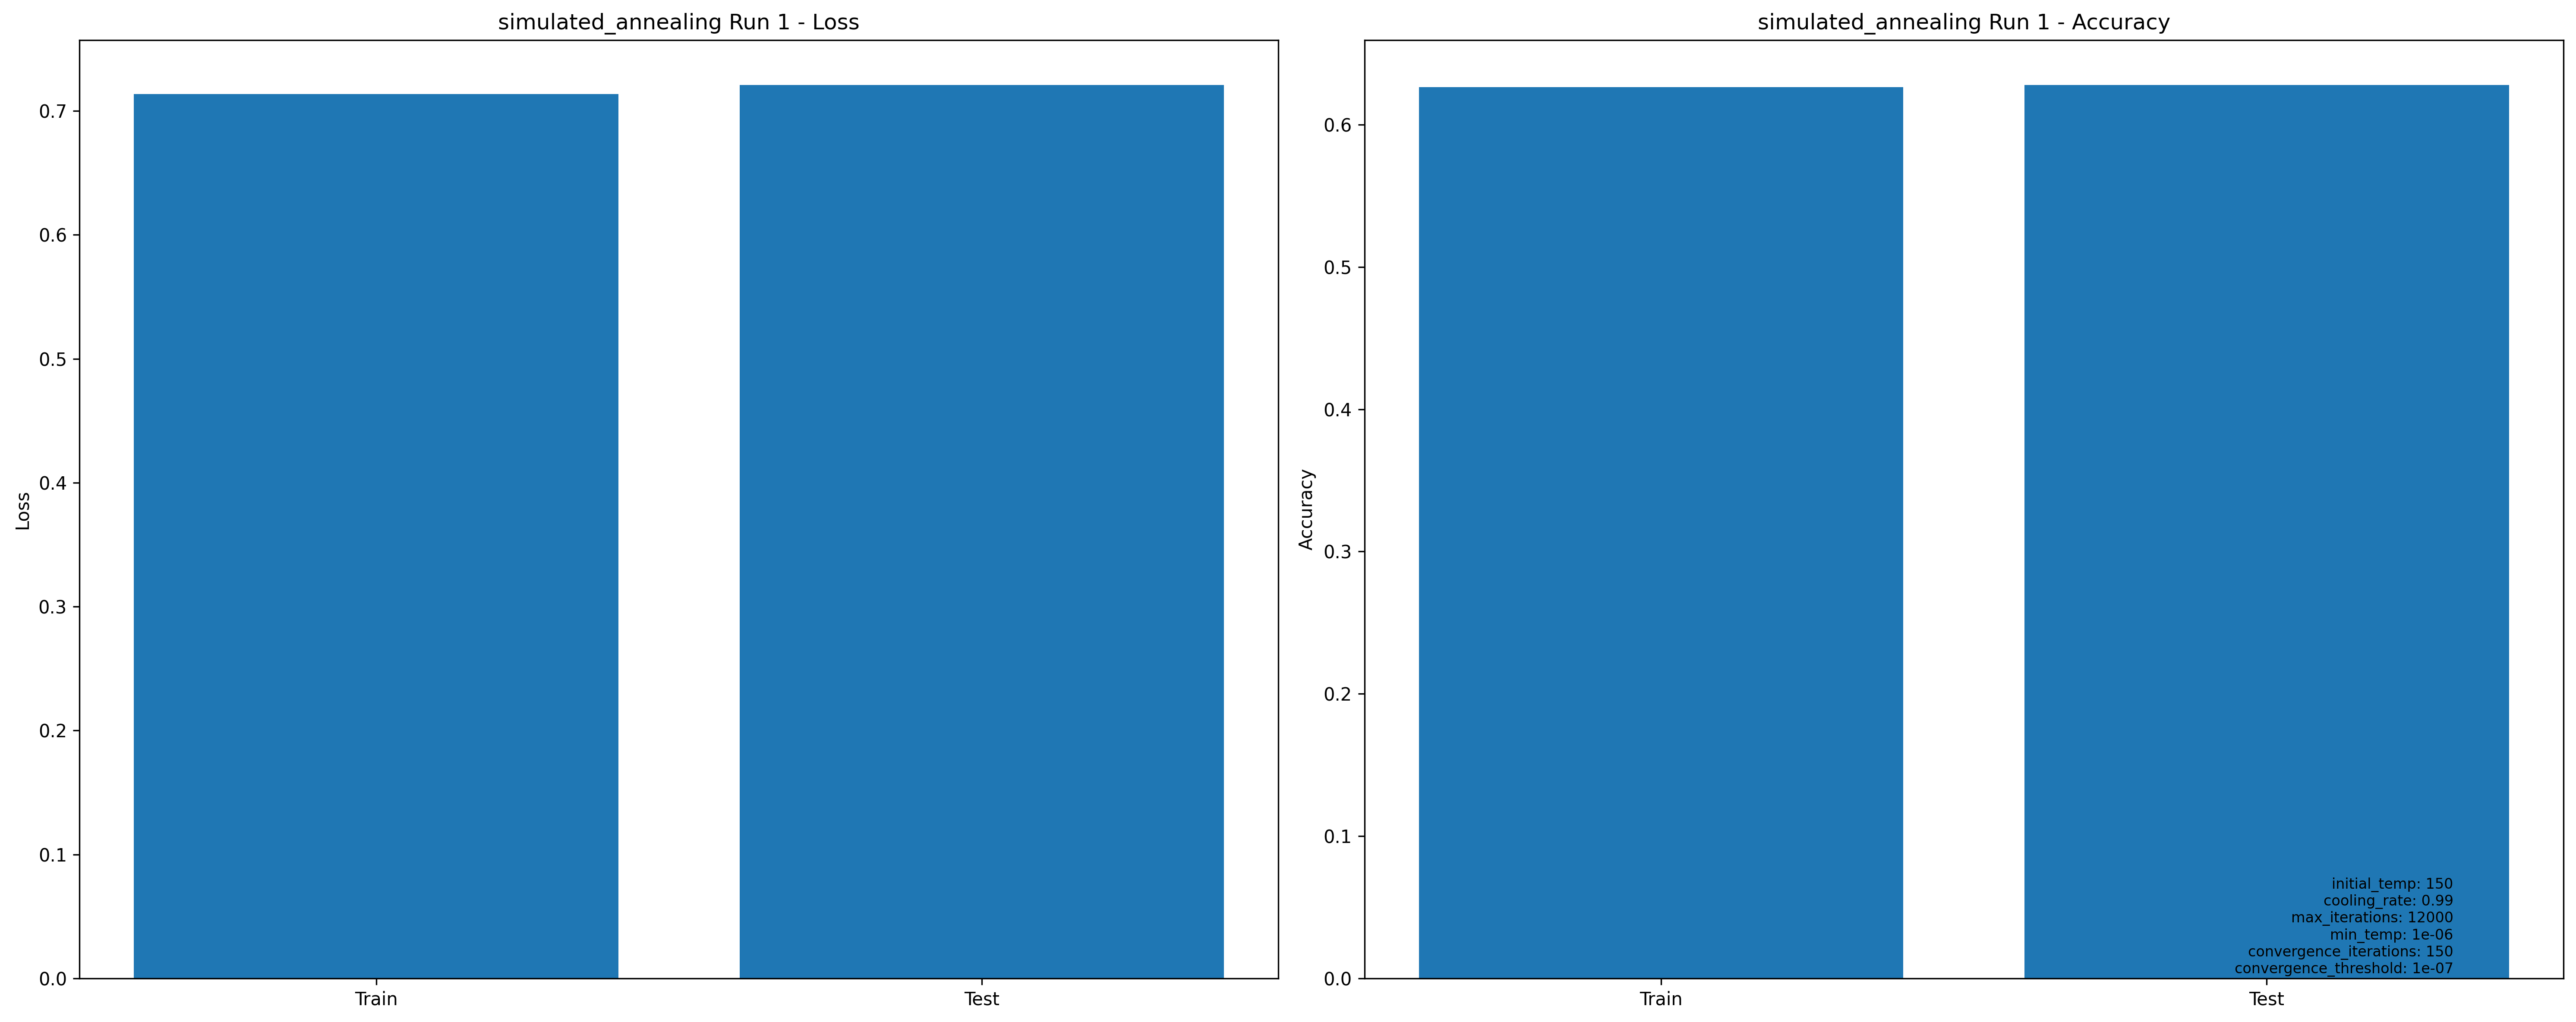 simulated_annealing Run 1 - Loss
Loss
0.7
0.6
0.5
0.4
0.3
0.2
0.1
0.0
Train
Test
simulated_annealing Run 1 - Accuracy
Accuracy
0.6
0.5
0.4
0.3
0.2
0.1
0.0
initial_temp: 150
cooling_rate: 0.99
max_iterations: 12000
min_temp: 1e-06
convergence_iterations: 150
convergence_threshold: 1e-07
Train
Test